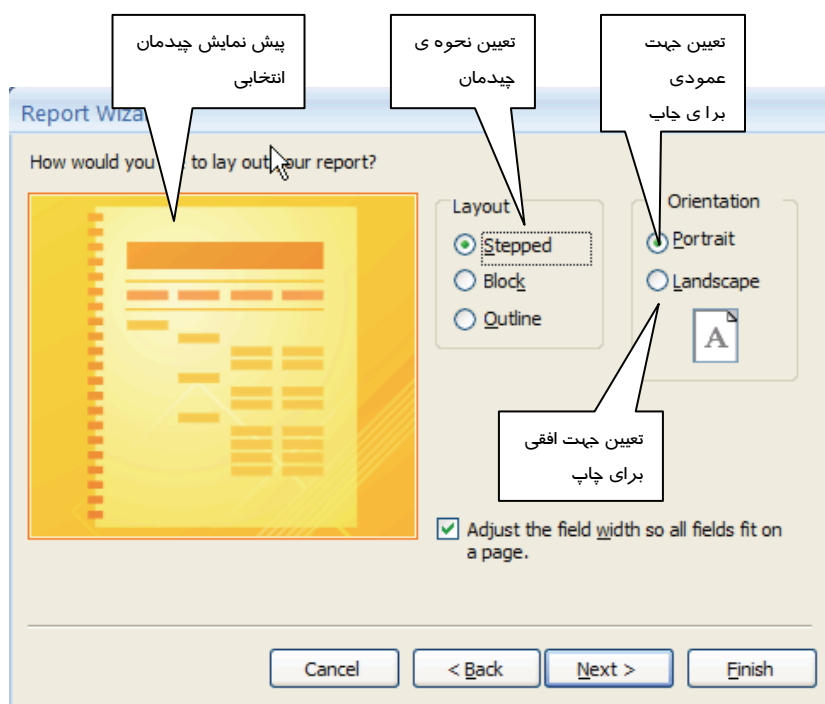 پیش نمایش چیدمان
انتخابی
تعیین نحوه ی
چیدمان
تعیین جهت
عمودی
برا ی چاپ
Report Wiza
How would you to lay out your report?
Layout
Stepped
Block
Outline
Orientation
Portrait
Landscape
A
تعیین جهت افقی
برای چاپ
Adjust the field width so all fields fit on
a page.
Cancel
< Back
Next >
Finish